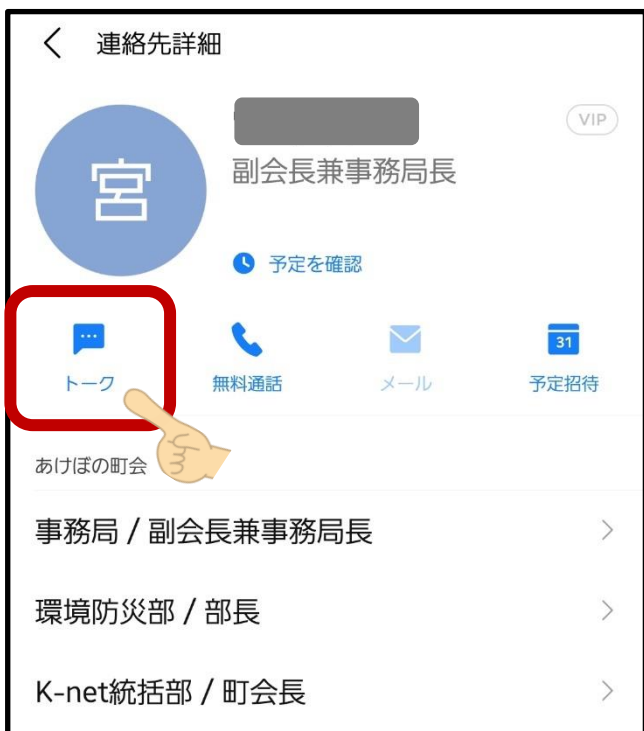 連絡先詳細
VIP
宮
副会長兼事務局長
予定を確認
31
トーク
無料通話
メール
予定招待
あけぼの町会
事務局 / 副会長兼事務局長
環境防災部 / 部長
K-net統括部 / 町会長